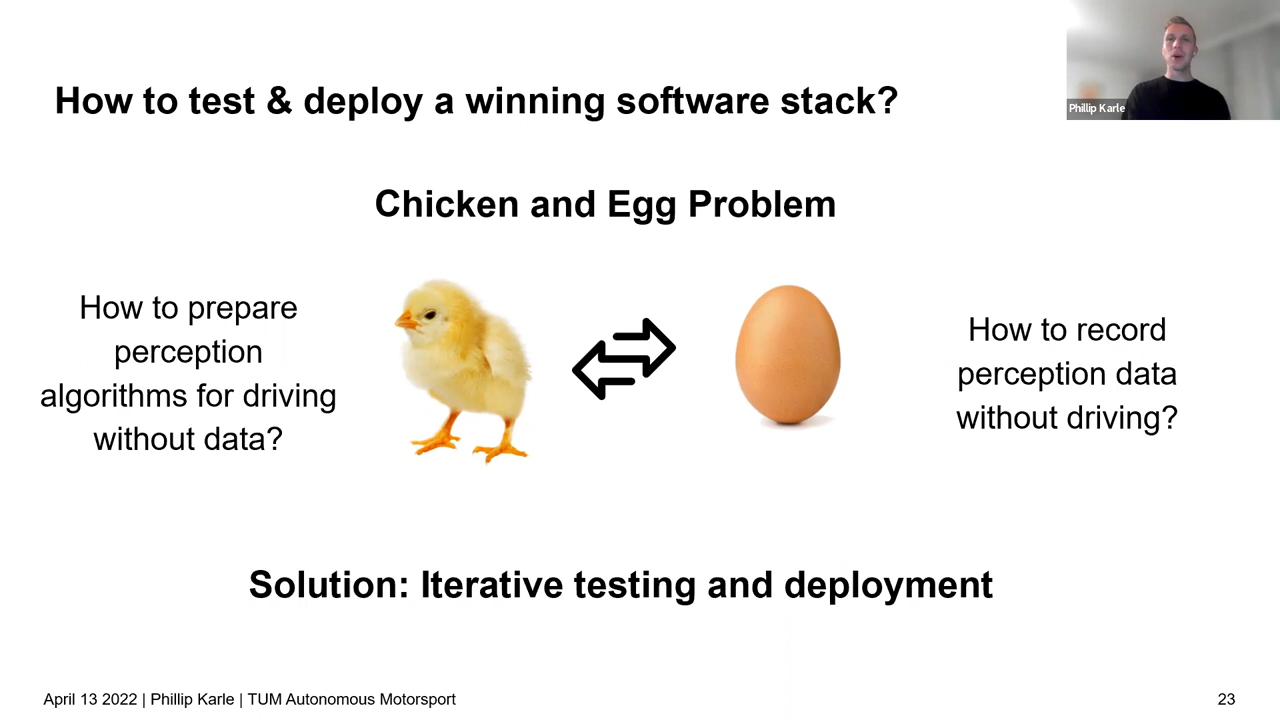 How to test & deploy a winning software stack?
Phillip Karle
Chicken and Egg Problem
How to prepare
perception
algorithms for driving
without data?
How to record
perception data
without driving?
Solution: Iterative testing and deployment
April 13 2022 | Phillip Karle | TUM Autonomous Motorsport
23